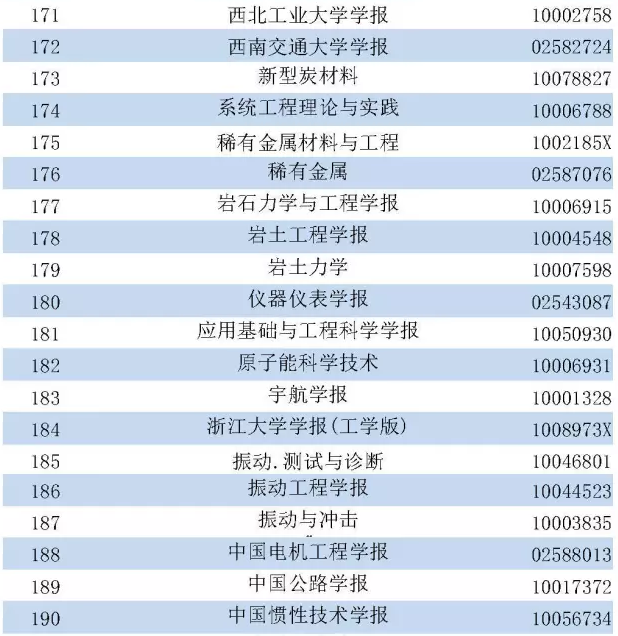 171 西北工业大学学报 10002758
172 西南交通大学学报 02582724
173 新型炭材料 10078827
174 系统工程理论与实践 10006788
175 稀有金属材料与工程 1002185X
176 稀有金属 02587076
177 岩石力学与工程学报 10006915
178 岩土工程学报 10004548
179 岩土力学 10007598
180 仪器仪表学报 02543087
181 应用基础与工程科学学报 10050930
182 原子能科学技术 10006931
183 宇航学报 10001328
184 浙江大学学报(工学版) 1008973X
185 振动.测试与诊断 10046801
186 振动工程学报 10044523
187 振动与冲击 10003835
188 中国电机工程学报 02588013
189 中国公路学报 10017372
190 中国惯性技术学报 10056734